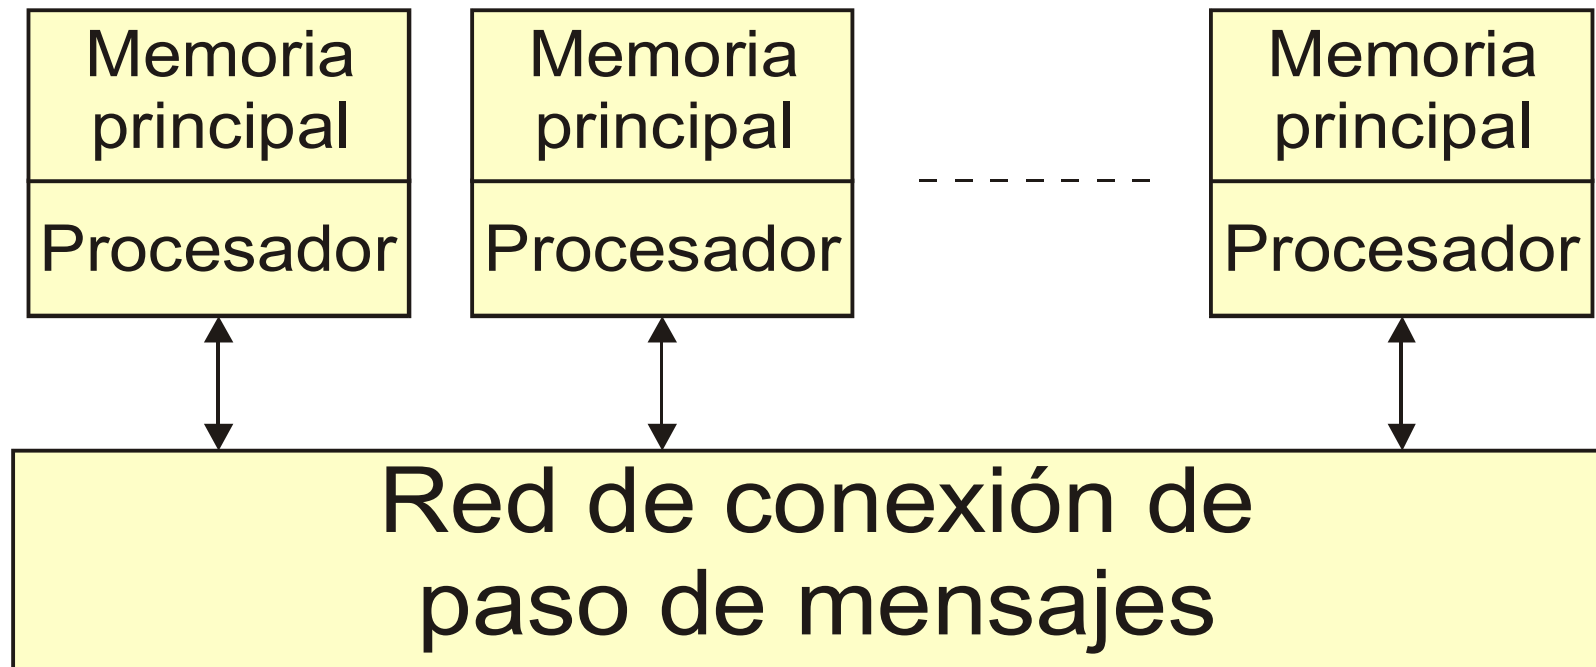 Memoria
principal
Procesador
Memoria
principal
Procesador
Memoria
principal
Procesador
Red de conexión de
paso de mensajes